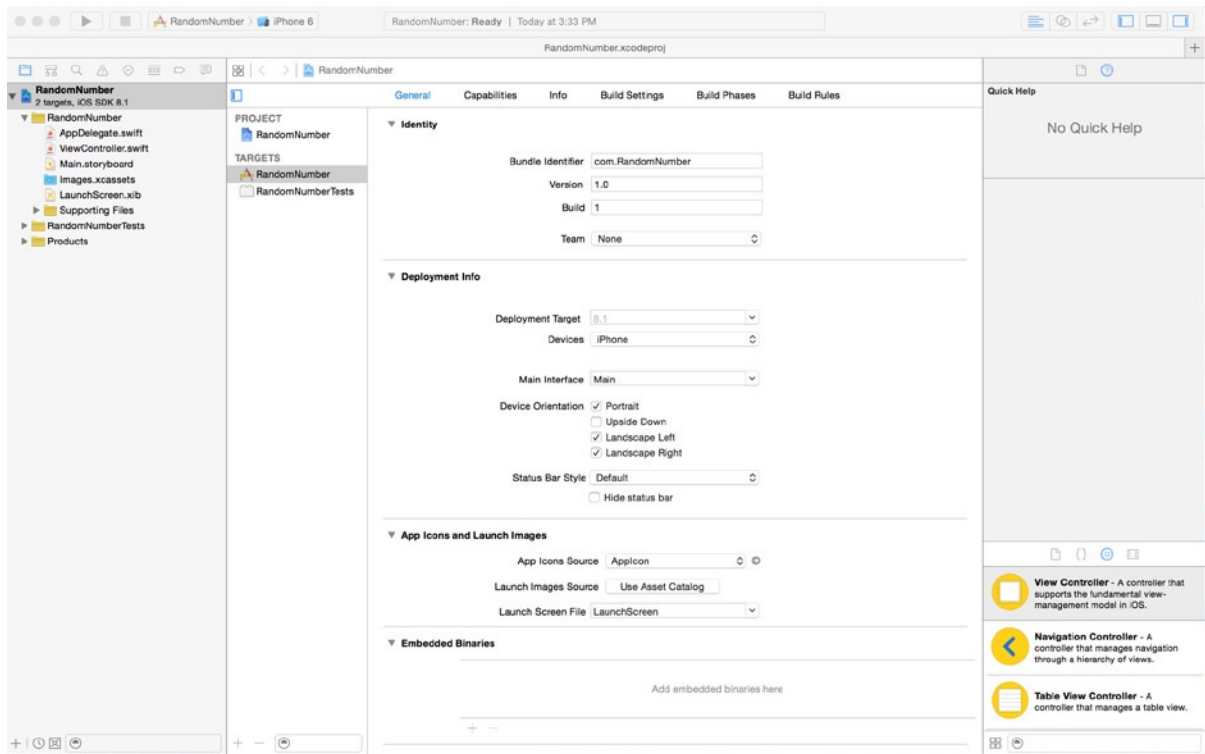 RandomNumber
iPhone 6
RandomNumber: Ready | Today at 3:33 PM
RandomNumber.xcodeproj
RandomNumber
2 targets, iOS SDK 8.1
RandomNumber
AppDelegate.swift
ViewController.swift
Main.storyboard
Images.xcassets
LaunchScreen.xib
Supporting Files
RandomNumberTests
Products
RandomNumber
General Capabilities Info Build Settings Build Phases Build Rules
PROJECT
RandomNumber
TARGETS
RandomNumber
RandomNumberTests
Identity
Bundle Identifier com.RandomNumber
Version 1.0
Build 1
Team None
Deployment Info
Deployment Target 8.1
Devices iPhone
Main Interface Main
Device Orientation Portrait
Upside Down
Landscape Left
Landscape Right
Status Bar Style Default
Hide status bar
App Icons and Launch Images
App Icons Source AppIcon
Launch Images Source Use Asset Catalog
Launch Screen File LaunchScreen
Embedded Binaries
Add embedded binaries here
Quick Help
No Quick Help
View Controller - A controller that
supports the fundamental view-
management model in iOS.
Navigation Controller - A
controller that manages navigation
through a hierarchy of views.
Table View Controller - A
controller that manages a table view.